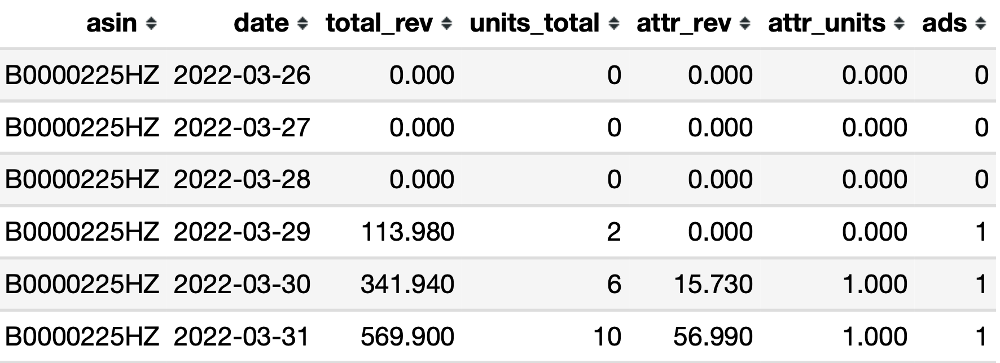 asin date total_rev units_total attr_rev attr_units ads
B0000225HZ 2022-03-26 0.000 0 0.000 0.000 0
B0000225HZ 2022-03-27 0.000 0 0.000 0.000 0
B0000225HZ 2022-03-28 0.000 0 0.000 0.000 0
B0000225HZ 2022-03-29 113.980 2 0.000 0.000 1
B0000225HZ 2022-03-30 341.940 6 15.730 1.000 1
B0000225HZ 2022-03-31 569.900 10 56.990 1.000 1